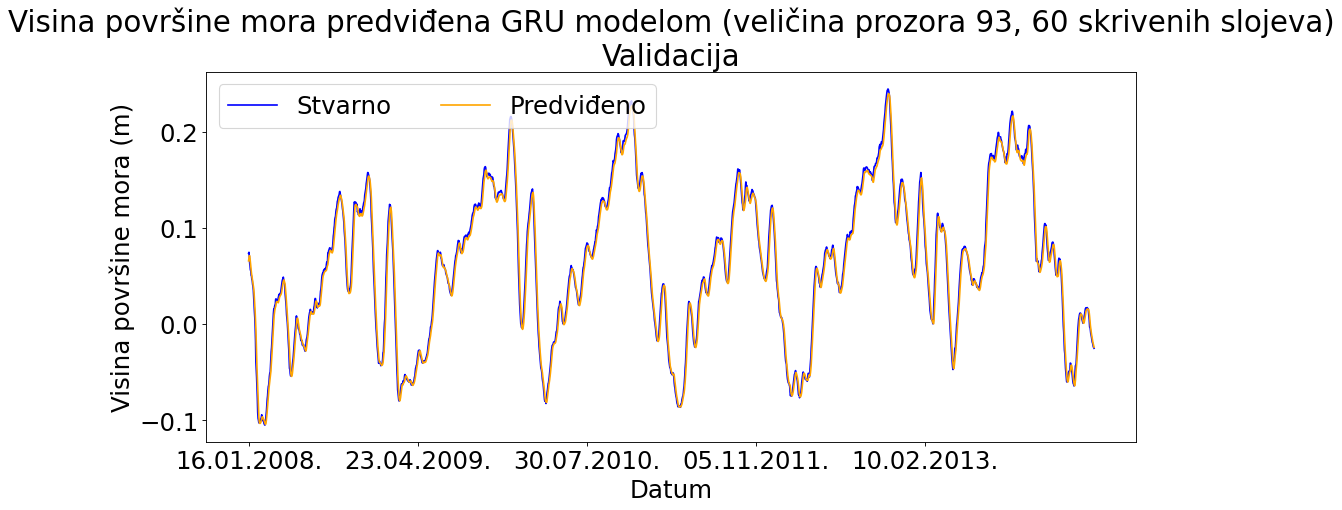 Visina površine mora predviđena GRU modelom (veličina prozora 93, 60 skrivenih slojeva)
Validacija
Stvarno Predviđeno
Visina površine mora (m)
0.2
0.1
0.0
−0.1
16.01.2008. 23.04.2009. 30.07.2010. 05.11.2011. 10.02.2013.
Datum